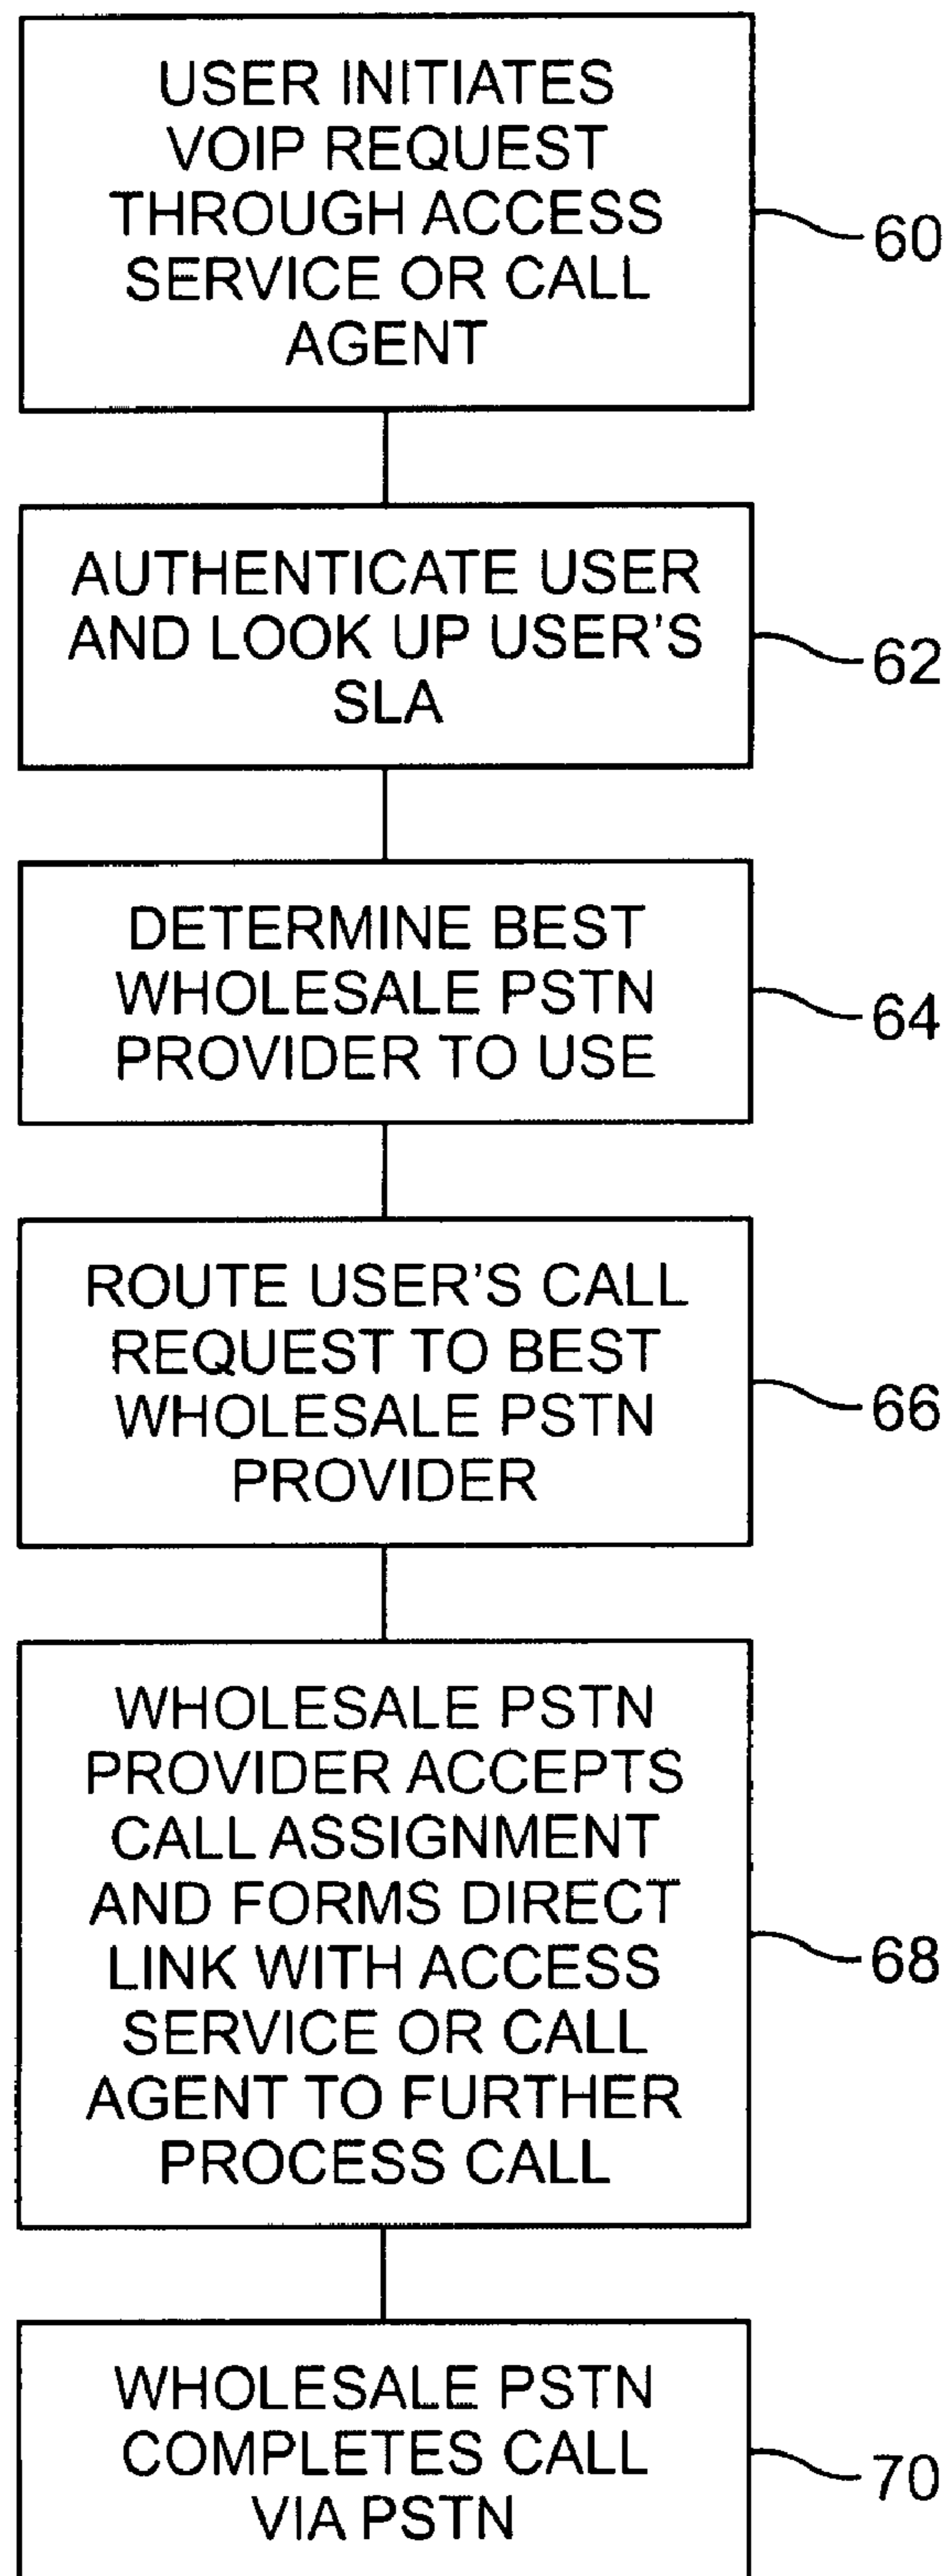 USER INITIATES
VOIP REQUEST
THROUGH ACCESS
SERVICE OR CALL
AGENT
60
AUTHENTICATE USER
AND LOOK UP USER'S
SLA
62
DETERMINE BEST
WHOLESALE PSTN
PROVIDER TO USE
64
ROUTE USER'S CALL
REQUEST TO BEST
WHOLESALE PSTN
PROVIDER
66
WHOLESALE PSTN
PROVIDER ACCEPTS
CALL ASSIGNMENT
AND FORMS DIRECT
LINK WITH ACCESS
SERVICE OR CALL
AGENT TO FURTHER
PROCESS CALL
68
WHOLESALE PSTN
COMPLETES CALL
VIA PSTN
70